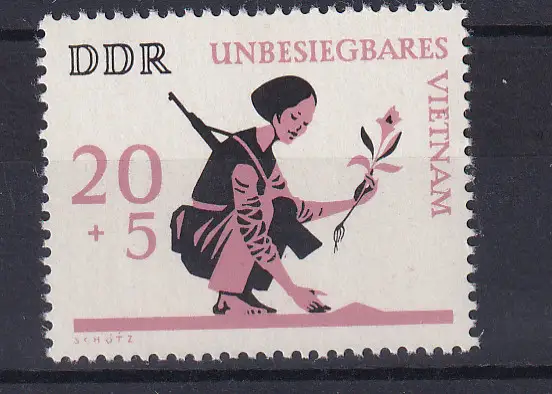 DDR
UNBESIEGBARES
VIETNAM
20
+ 5
SCHÜTZ